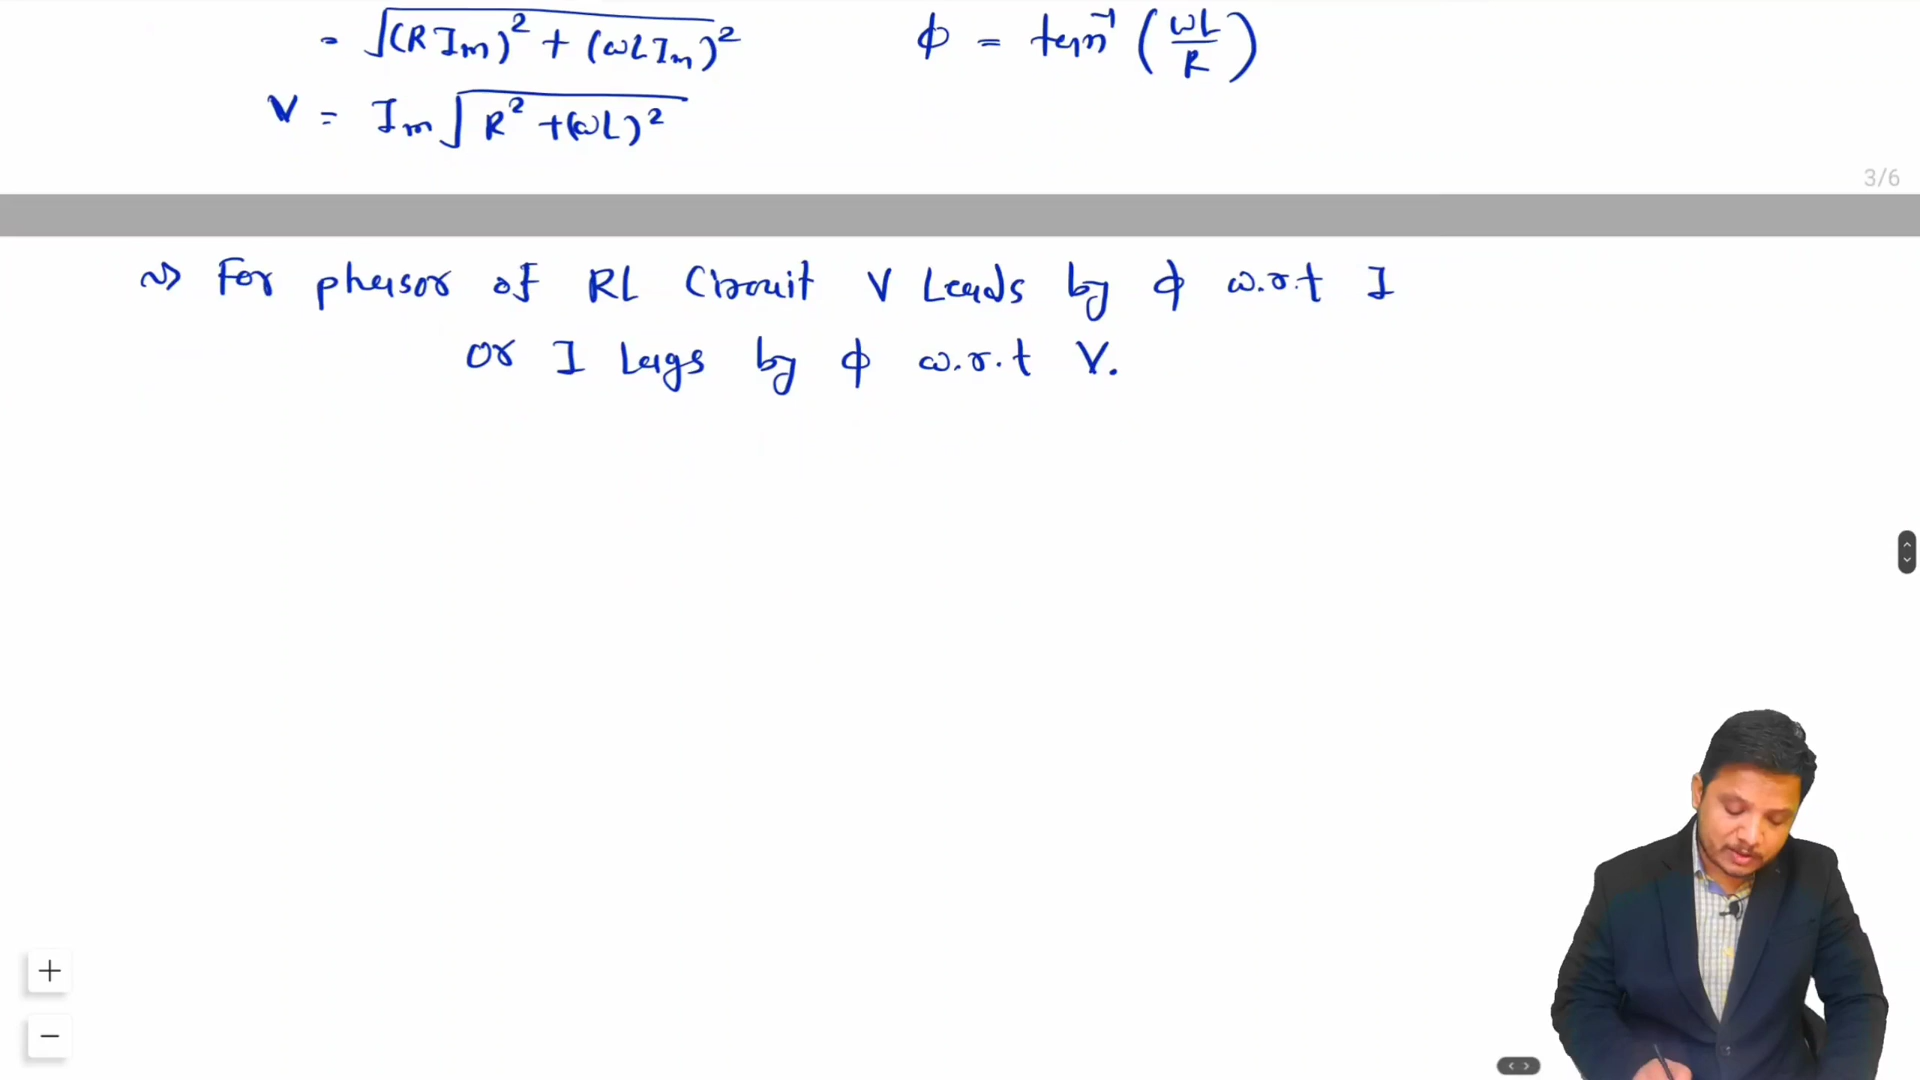 = √(R Im)² + (ωL Im)²
ϕ = tan⁻¹ (ωL/R)
V = Im √R² + (ωL)²
3/6
⇝ For phasor of RL Circuit V Leads by ϕ w.r.t I
or I lags by ϕ w.r.t V.